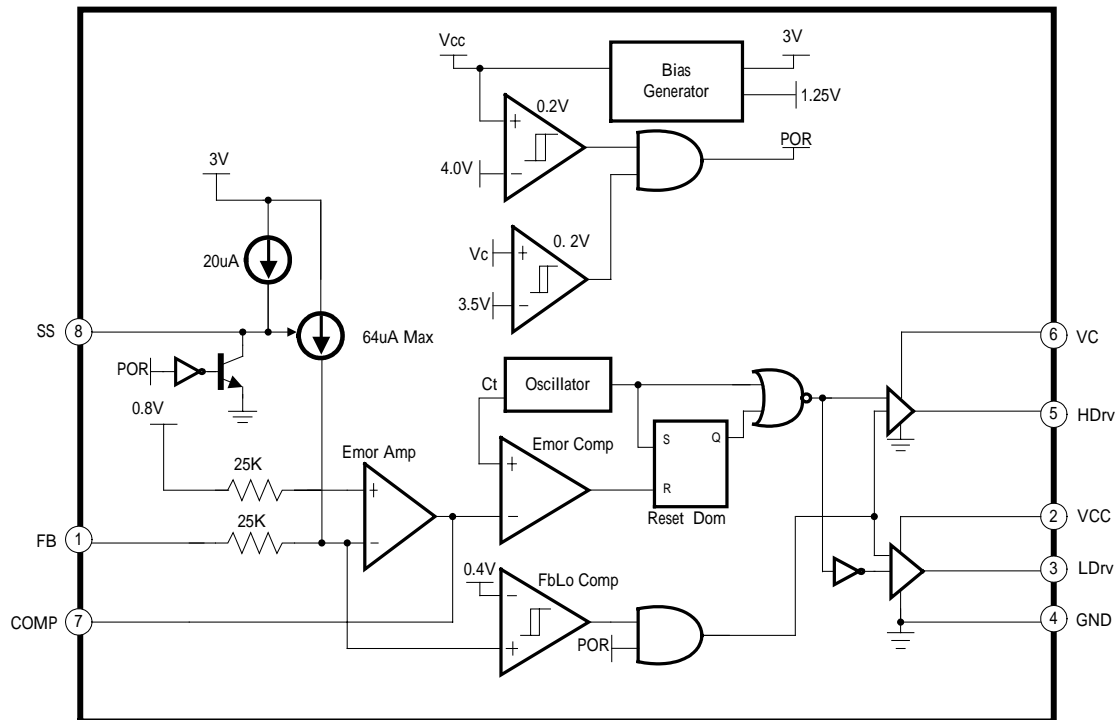 Vcc
3V
Bias
Generator
1.25V
0.2V
+
4.0V
−
POR
3V
0. 2V
Vc
+
3.5V
−
20uA
SS
8
64uA Max
6
VC
POR
Ct
Oscillator
0.8V
5
HDrv
Emor Amp
Emor Comp
S
Q
25K
+
+
R
−
Reset Dom
2
VCC
FB
1
25K
−
0.4V
FbLo Comp
3
LDrv
−
COMP
7
4
GND
+
POR